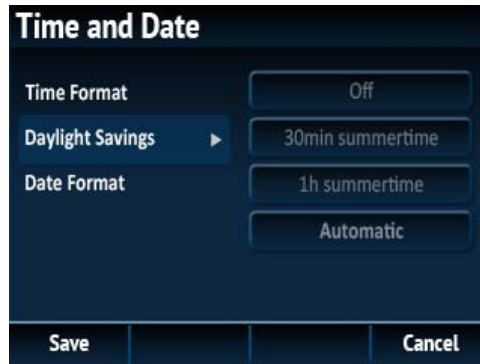 Time and Date
Time Format
Off
Daylight Savings
30min summertime
Date Format
1h summertime
Automatic
Save
Cancel